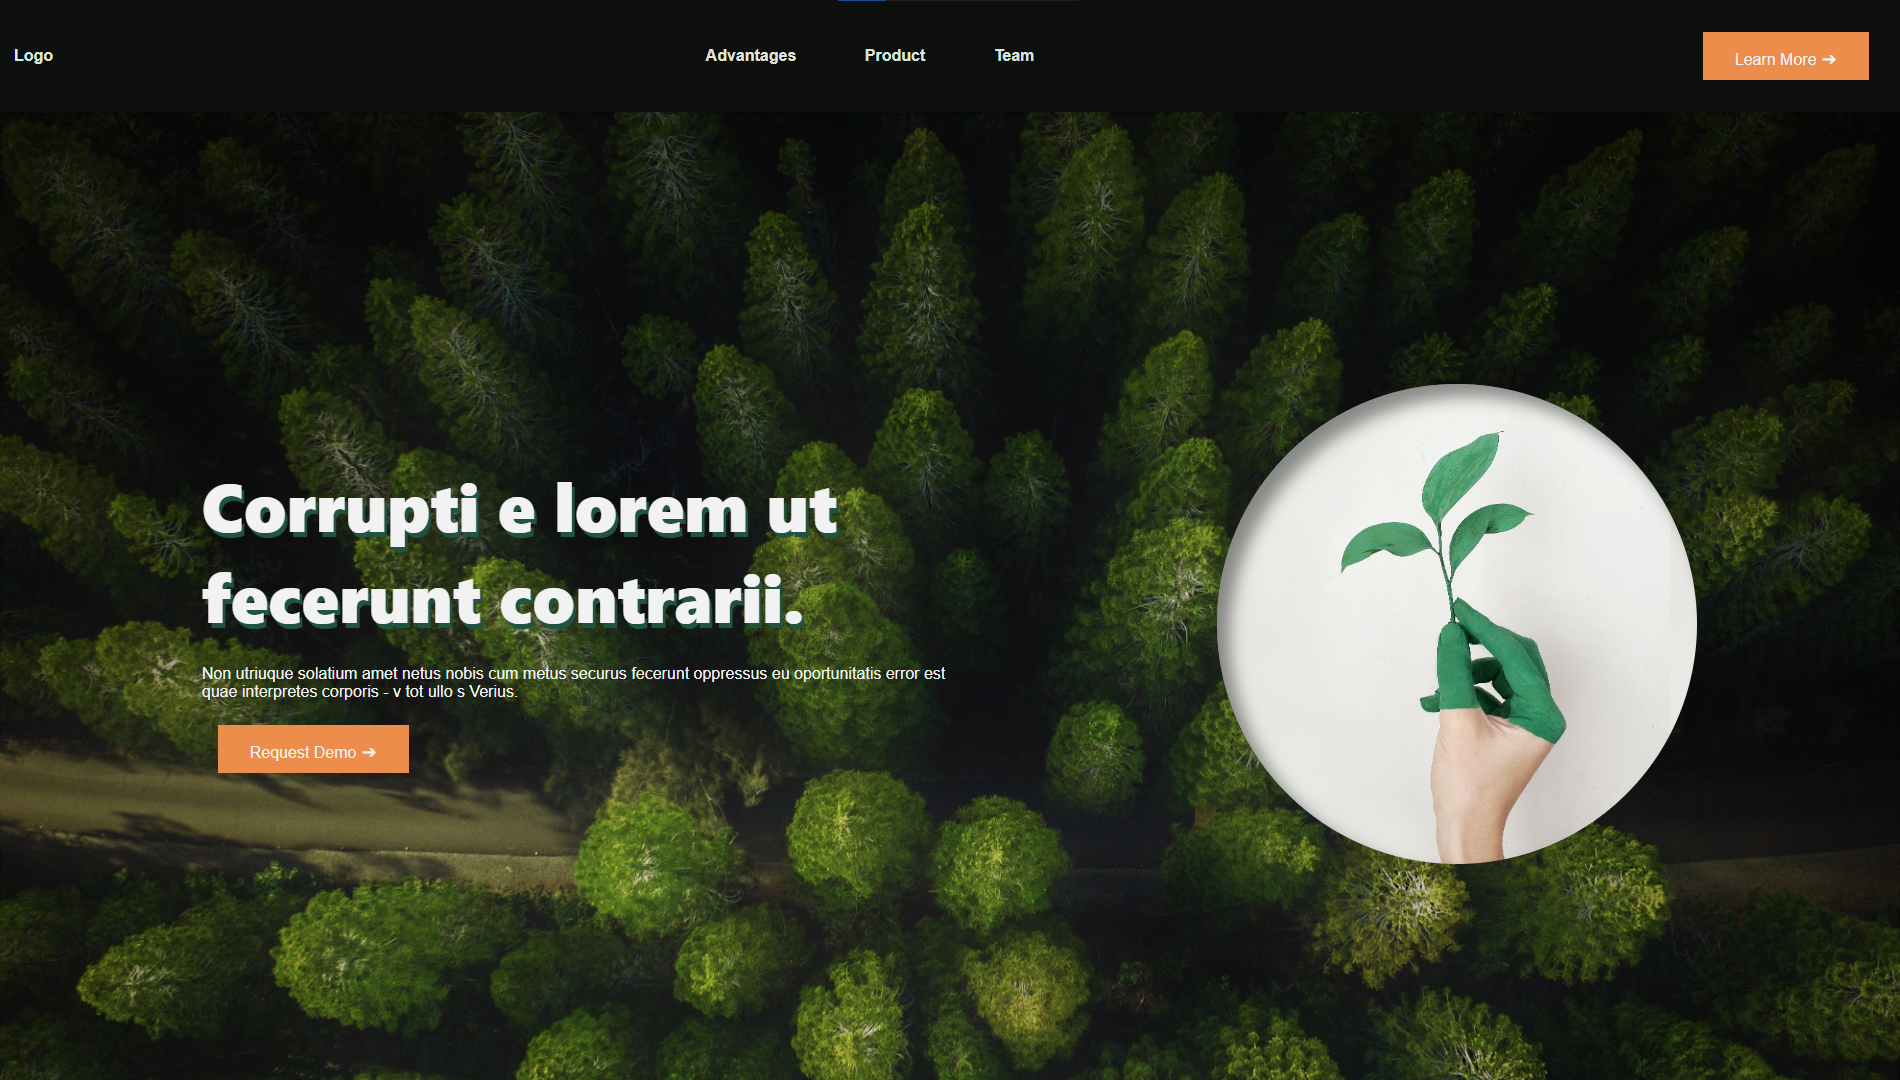 Logo
Advantages
Product
Team
Learn More ➔
Corrupti e lorem ut
fecerunt contrarii.
Non utriuque solatium amet netus nobis cum metus securus fecerunt oppressus eu oportunitatis error est
quae interpretes corporis - v tot ullo s Verius.
Request Demo ➔